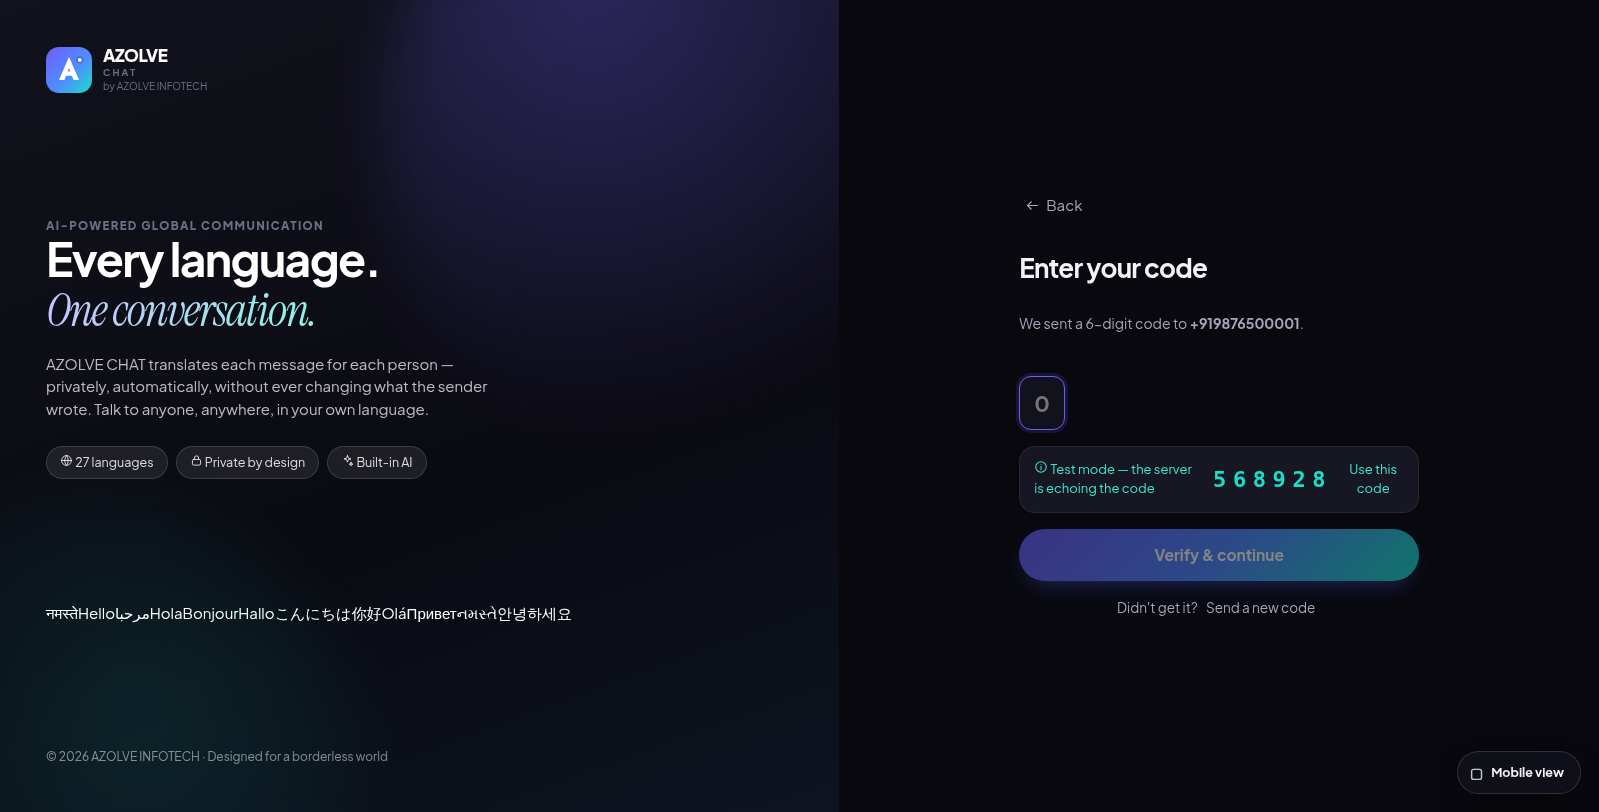 AZOLVE
CHAT
by AZOLVE INFOTECH
AI-POWERED GLOBAL COMMUNICATION
Every language.
One conversation.
AZOLVE CHAT translates each message for each person —
privately, automatically, without ever changing what the sender
wrote. Talk to anyone, anywhere, in your own language.
27 languages
Private by design
Built-in AI
नमस्तेHelloمرحباHolaBonjourHalloこんにちは你好OláПриветનમસ્તે안녕하세요
© 2026 AZOLVE INFOTECH · Designed for a borderless world
← Back
Enter your code
We sent a 6-digit code to +919876500001.
0
Test mode — the server
is echoing the code
568928
Use this
code
Verify & continue
Didn't get it? Send a new code
Mobile view